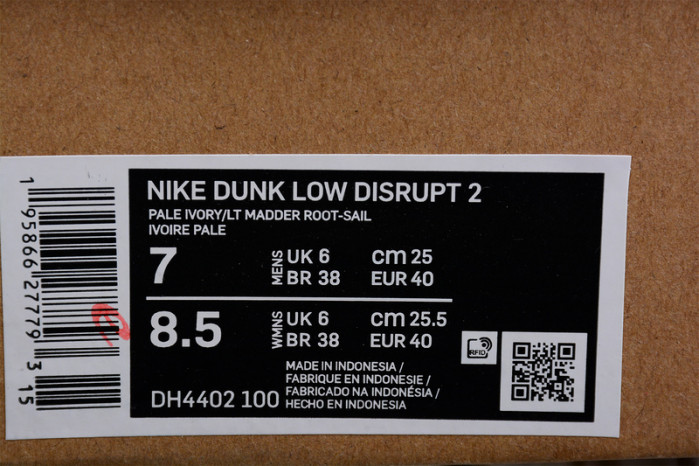 NIKE DUNK LOW DISRUPT 2
PALE IVORY/LT MADDER ROOT-SAIL
IVOIRE PALE
7 MENS UK 6 cm 25
BR 38 EUR 40
8.5 WMNS UK 6 cm 25.5
BR 38 EUR 40
RFID
MADE IN INDONESIA /
FABRIQUE EN INDONESIE /
FABRICADO NA INDONÉSIA /
DH4402 100 HECHO EN INDONESIA
1 95866 27779 3 15